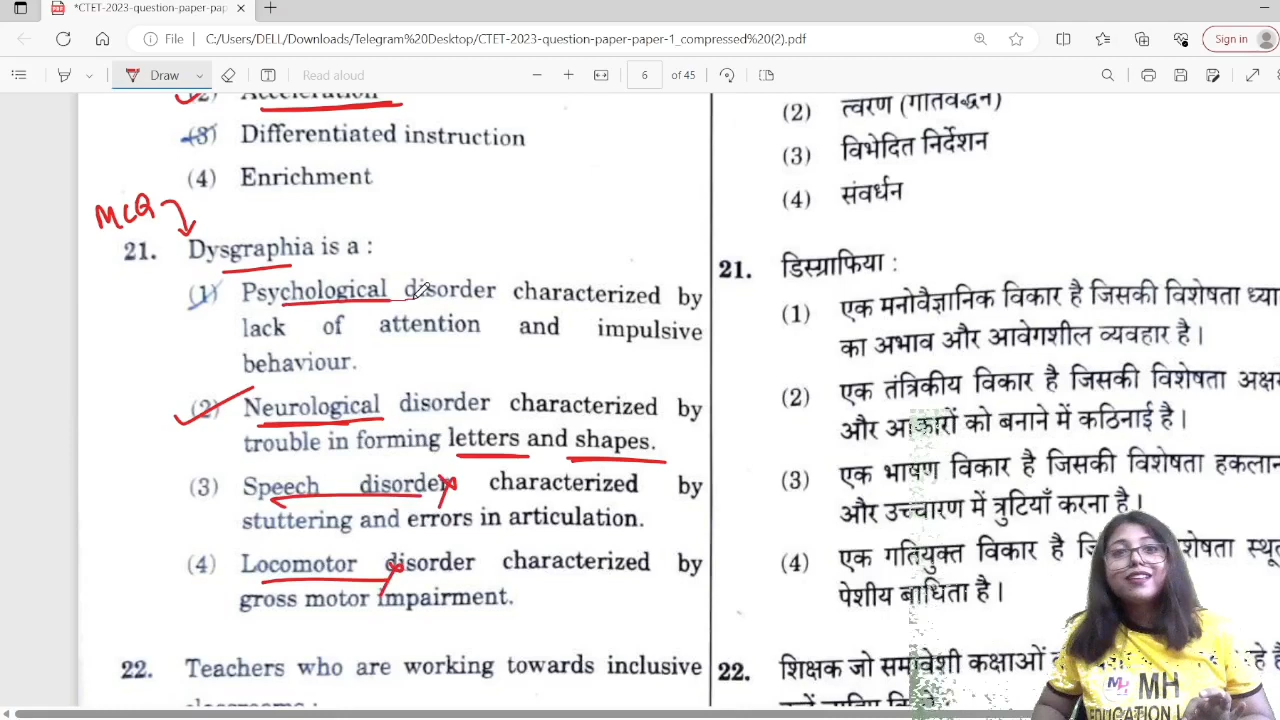 *CTET-2023-question-paper-pap
File
C:/Users/DELL/Downloads/Telegram%20Desktop/CTET-2023-question-paper-paper-1_compressed%20(2).pdf
Sign in
Draw
Read aloud
6
of 45
(2) Acceleration
(3) Differentiated instruction
(4) Enrichment
MCQ
21. Dysgraphia is a :
(1) Psychological disorder characterized by
lack of attention and impulsive
behaviour.
(2) Neurological disorder characterized by
trouble in forming letters and shapes.
(3) Speech disorder characterized by
stuttering and errors in articulation.
(4) Locomotor disorder characterized by
gross motor impairment.
22. Teachers who are working towards inclusive
(2) त्वरण (गतिवर्द्धन)
(3) विभेदित निर्देशन
(4) संवर्धन
21. डिस्ग्राफिया :
(1) एक मनोवैज्ञानिक विकार है जिसकी विशेषता
का अभाव और आवेगशील व्यवहार है।
(2) एक तंत्रिकीय विकार है जिसकी विशेषता
और आकारों को बनाने में कठिनाई है।
(3) एक भाषण विकार है जिसकी विशेषता
और उच्चारण में त्रुटियाँ करना है।
(4) एक गतियुक्त विकार है
पेशीय बाधिता है।
22. शिक्षक जो समावेशी कक्षाओं
MH
EDUCATION